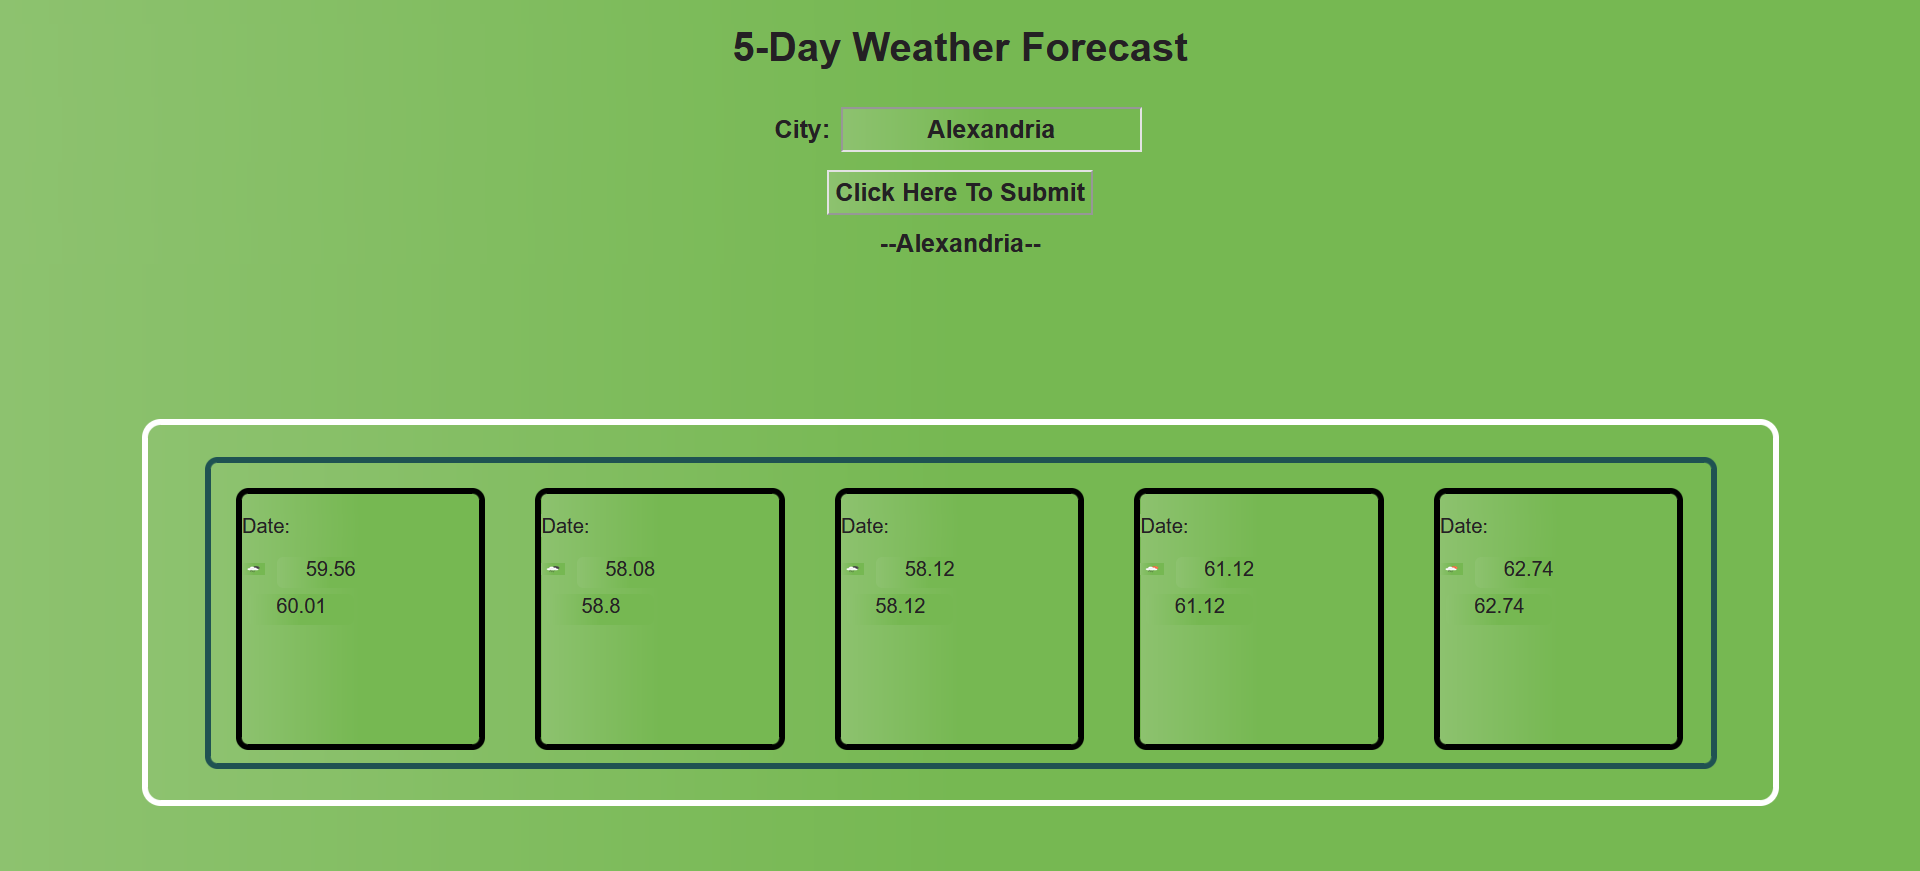 5-Day Weather Forecast
City: Alexandria
Click Here To Submit
--Alexandria--
Date:
59.56
60.01
Date:
58.08
58.8
Date:
58.12
58.12
Date:
61.12
61.12
Date:
62.74
62.74